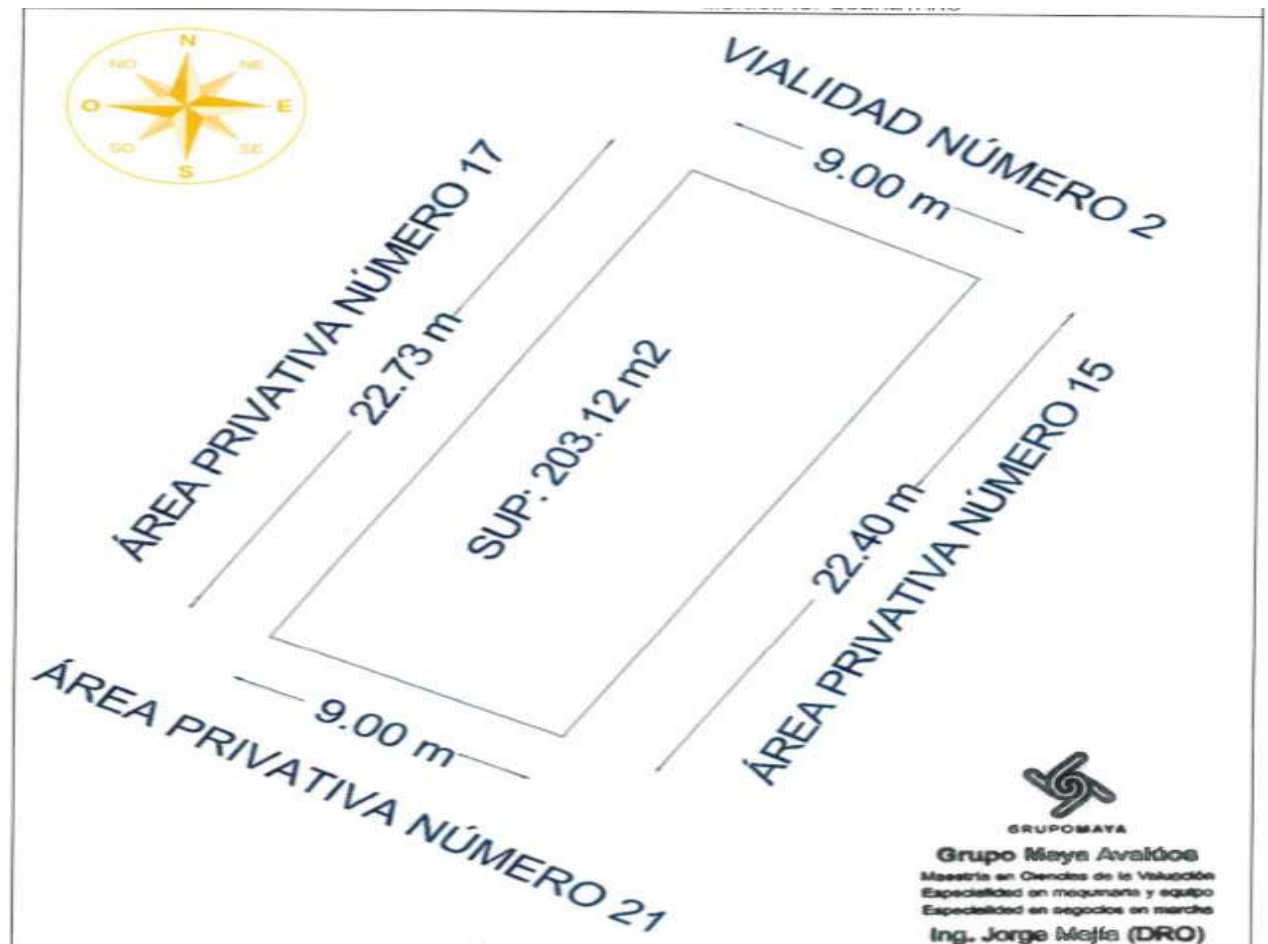 N
NO
NE
O
E
SO
SE
S
VIALIDAD NÚMERO 2
9.00 m
ÁREA PRIVATIVA NÚMERO 17
22.73 m
SUP: 203.12 m2
22.40 m
ÁREA PRIVATIVA NÚMERO 15
9.00 m
ÁREA PRIVATIVA NÚMERO 21
GRUPOMAYA
Grupo Maya Avalúos
Maestría en Ciencias de la Valuación
Especialidad en maquinaria y equipo
Especialidad en negocios en marcha
Ing. Jorge Mejía (DRO)